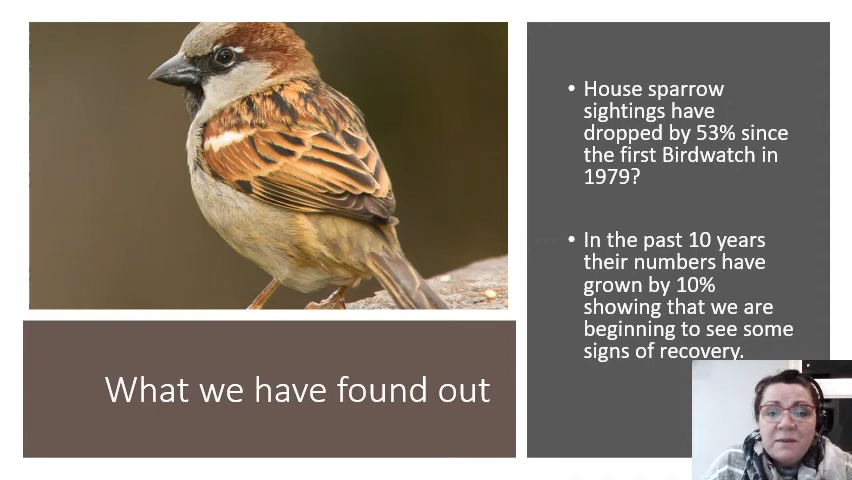 What we have found out
• House sparrow
sightings have
dropped by 53% since
the first Birdwatch in
1979?
• In the past 10 years
their numbers have
grown by 10%
showing that we are
beginning to see some
signs of recovery.